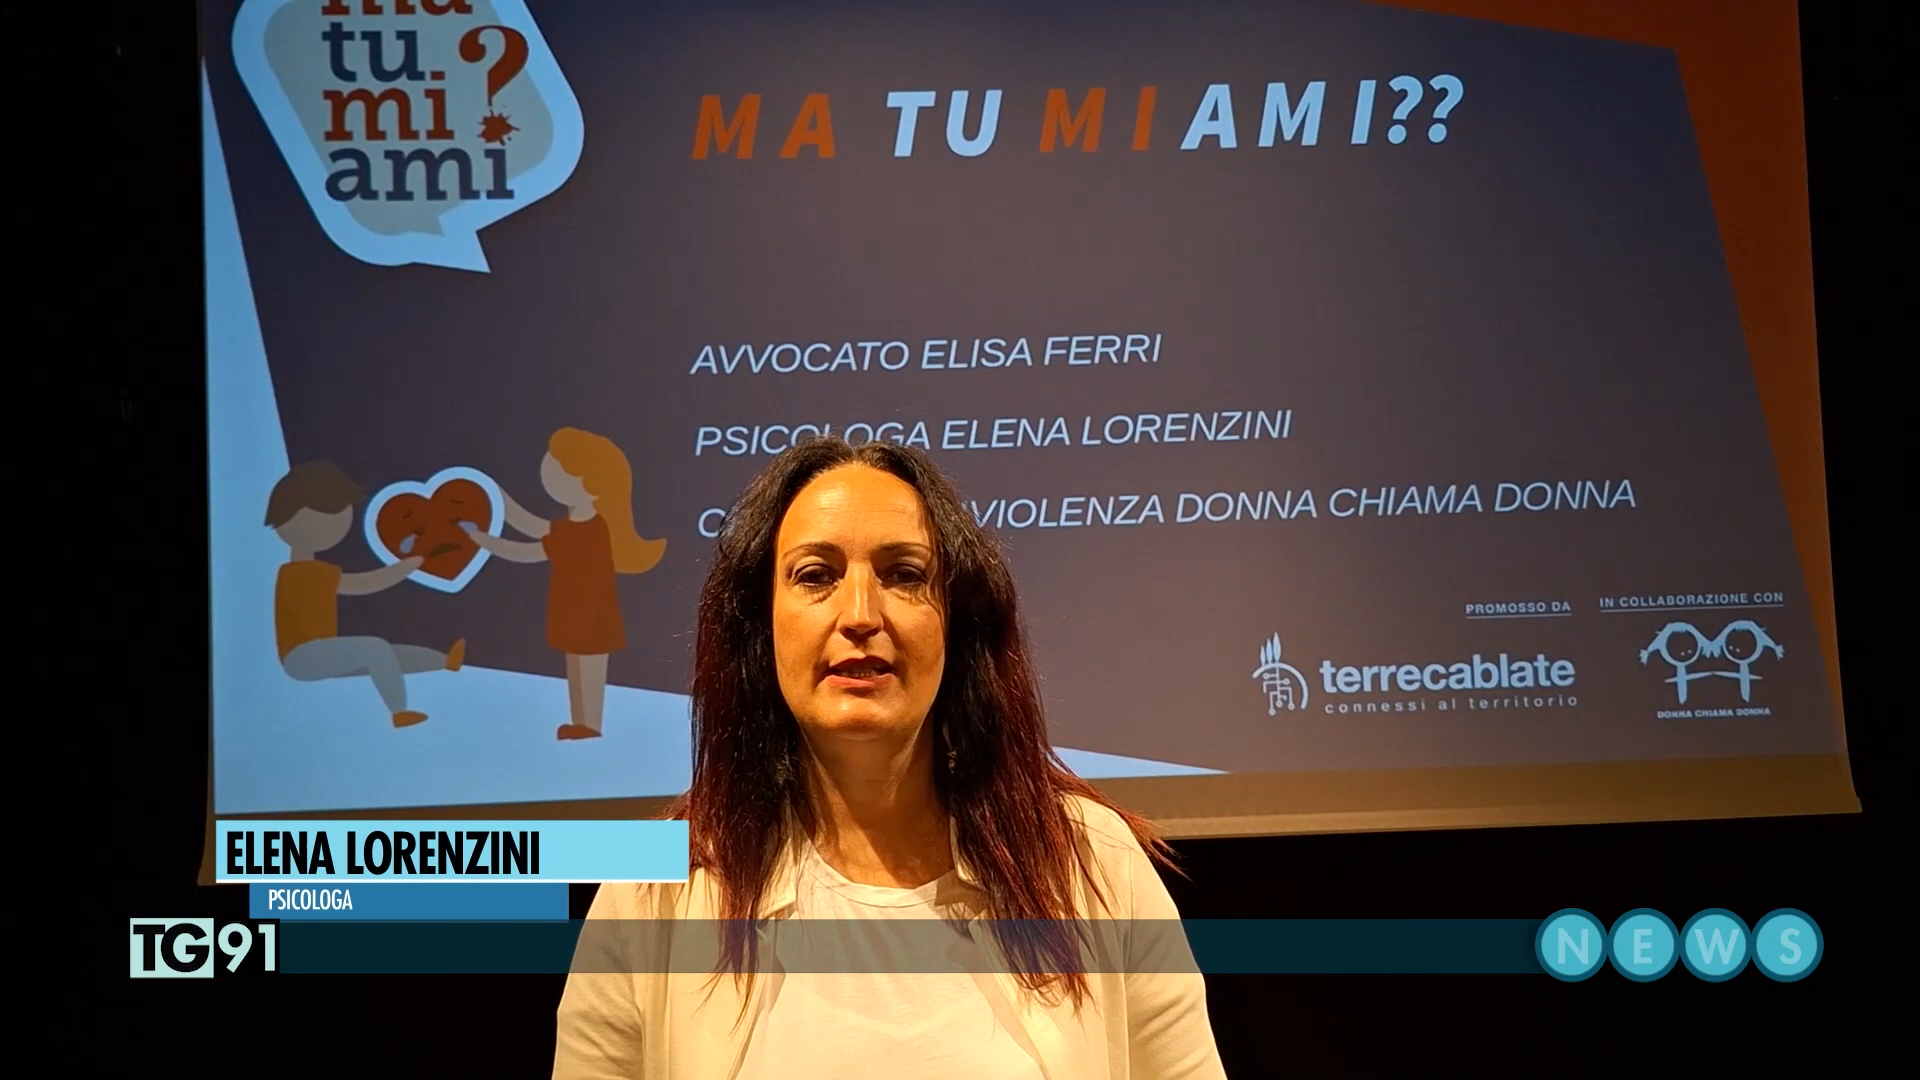 ma
tu
mi
ami
?
MA TU MI AMI??
AVVOCATO ELISA FERRI
PSICOLOGA ELENA LORENZINI
VIOLENZA DONNA CHIAMA DONNA
PROMOSSO DA
IN COLLABORAZIONE CON
terrecablate
connessi al territorio
DONNA CHIAMA DONNA
ELENA LORENZINI
PSICOLOGA
TG91
NEWS